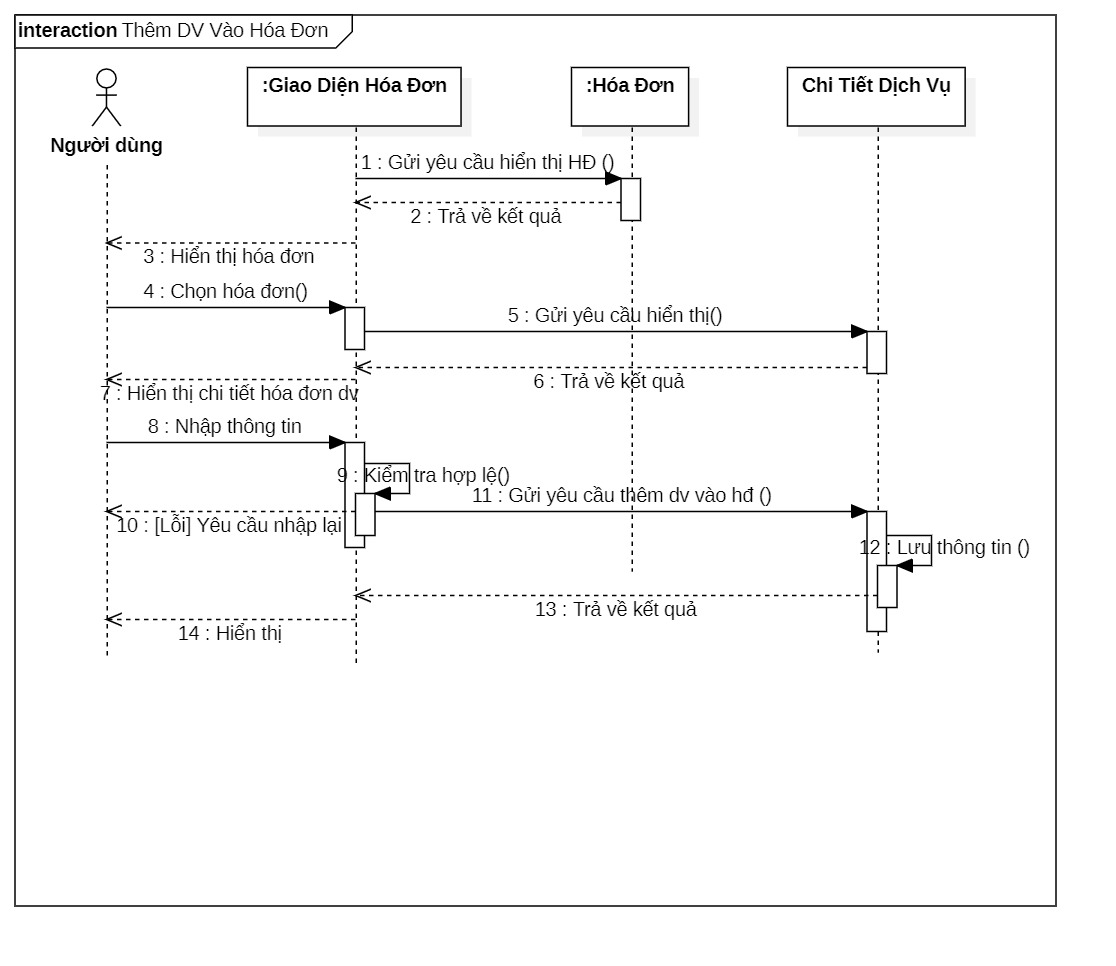 interaction Thêm DV Vào Hóa Đơn
:Giao Diện Hóa Đơn
:Hóa Đơn
Chi Tiết Dịch Vụ
Người dùng
1 : Gửi yêu cầu hiển thị HĐ ()
2 : Trả về kết quả
3 : Hiển thị hóa đơn
4 : Chọn hóa đơn()
5 : Gửi yêu cầu hiển thị()
6 : Trả về kết quả
7 : Hiển thị chi tiết hóa đơn dv
8 : Nhập thông tin
9 : Kiểm tra hợp lệ()
11 : Gửi yêu cầu thêm dv vào hđ ()
10 : [Lỗi] Yêu cầu nhập lại
12 : Lưu thông tin ()
13 : Trả về kết quả
14 : Hiển thị